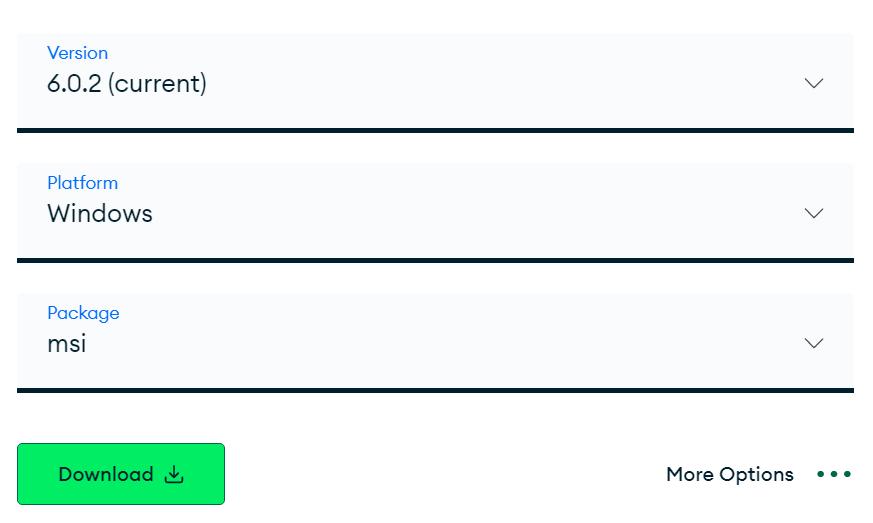 Version
6.0.2 (current)
Platform
Windows
Package
msi
Download
More Options